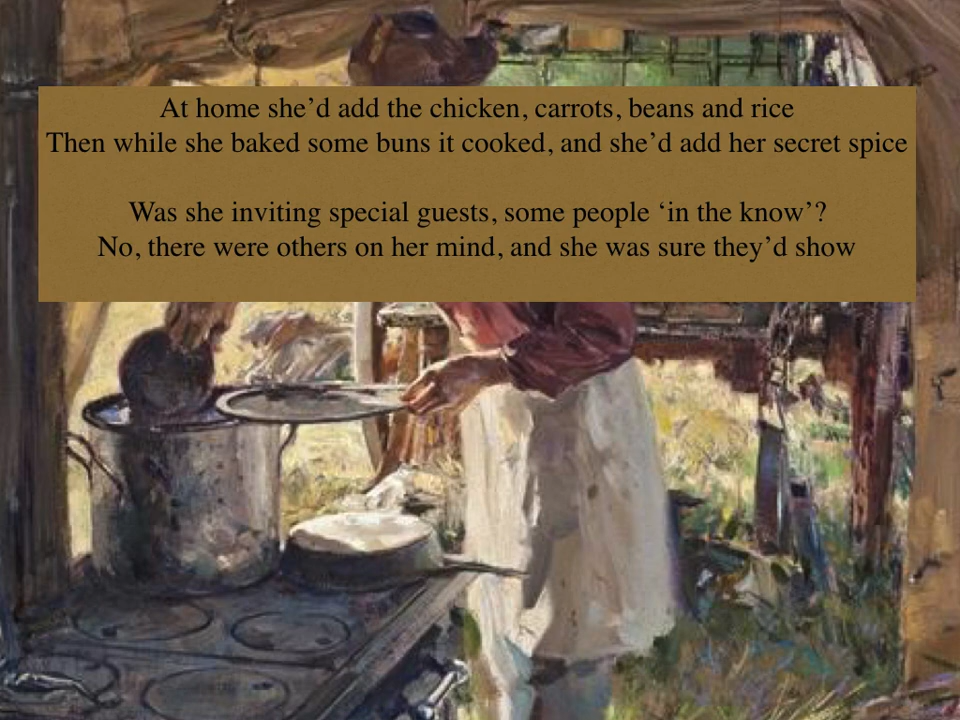 At home she’d add the chicken, carrots, beans and rice
Then while she baked some buns it cooked, and she’d add her secret spice
Was she inviting special guests, some people ‘in the know’?
No, there were others on her mind, and she was sure they’d show